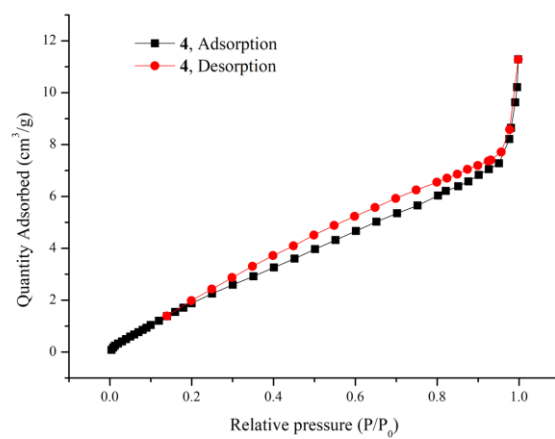 4, Adsorption
4, Desorption
12
10
8
6
4
2
0
Quantity Adsorbed (cm³/g)
0.0 0.2 0.4 0.6 0.8 1.0
Relative pressure (P/P₀)